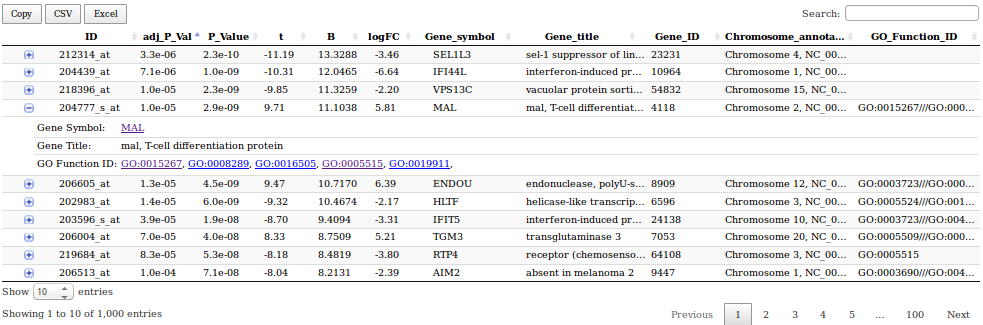 Copy CSV Excel Search:
ID adj_P_Val P_Value t B logFC Gene_symbol Gene_title Gene_ID Chromosome_annota... GO_Function_ID
212314_at 3.3e-06 2.3e-10 -11.19 13.3288 -3.46 SEL1L3 sel-1 suppressor of lin... 23231 Chromosome 4, NC_00...
204439_at 7.1e-06 1.0e-09 -10.31 12.0465 -6.64 IFI44L interferon-induced pr... 10964 Chromosome 1, NC_00...
218396_at 1.0e-05 2.3e-09 -9.85 11.3259 -2.20 VPS13C vacuolar protein sorti... 54832 Chromosome 15, NC_0...
204777_s_at 1.0e-05 2.9e-09 9.71 11.1038 5.81 MAL mal, T-cell differentiat... 4118 Chromosome 2, NC_00... GO:0015267///GO:000...
Gene Symbol: MAL
Gene Title: mal, T-cell differentiation protein
GO Function ID: GO:0015267, GO:0008289, GO:0016505, GO:0005515, GO:0019911,
206605_at 1.3e-05 4.5e-09 9.47 10.7170 6.39 ENDOU endonuclease, polyU-s... 8909 Chromosome 12, NC_0... GO:0003723///GO:000...
202983_at 1.4e-05 6.0e-09 -9.32 10.4674 -2.17 HLTF helicase-like transcrip... 6596 Chromosome 3, NC_00... GO:0005524///GO:001...
203596_s_at 3.9e-05 1.9e-08 -8.70 9.4094 -3.31 IFIT5 interferon-induced pr... 24138 Chromosome 10, NC_0... GO:0003723///GO:004...
206004_at 7.0e-05 4.0e-08 8.33 8.7509 5.21 TGM3 transglutaminase 3 7053 Chromosome 20, NC_0... GO:0005509///GO:000...
219684_at 8.3e-05 5.3e-08 -8.18 8.4819 -3.80 RTP4 receptor (chemosenso... 64108 Chromosome 3, NC_00... GO:0005515
206513_at 1.0e-04 7.1e-08 -8.04 8.2131 -2.39 AIM2 absent in melanoma 2 9447 Chromosome 1, NC_00... GO:0003690///GO:004...
Show 10 entries
Showing 1 to 10 of 1,000 entries Previous 1 2 3 4 5 ... 100 Next